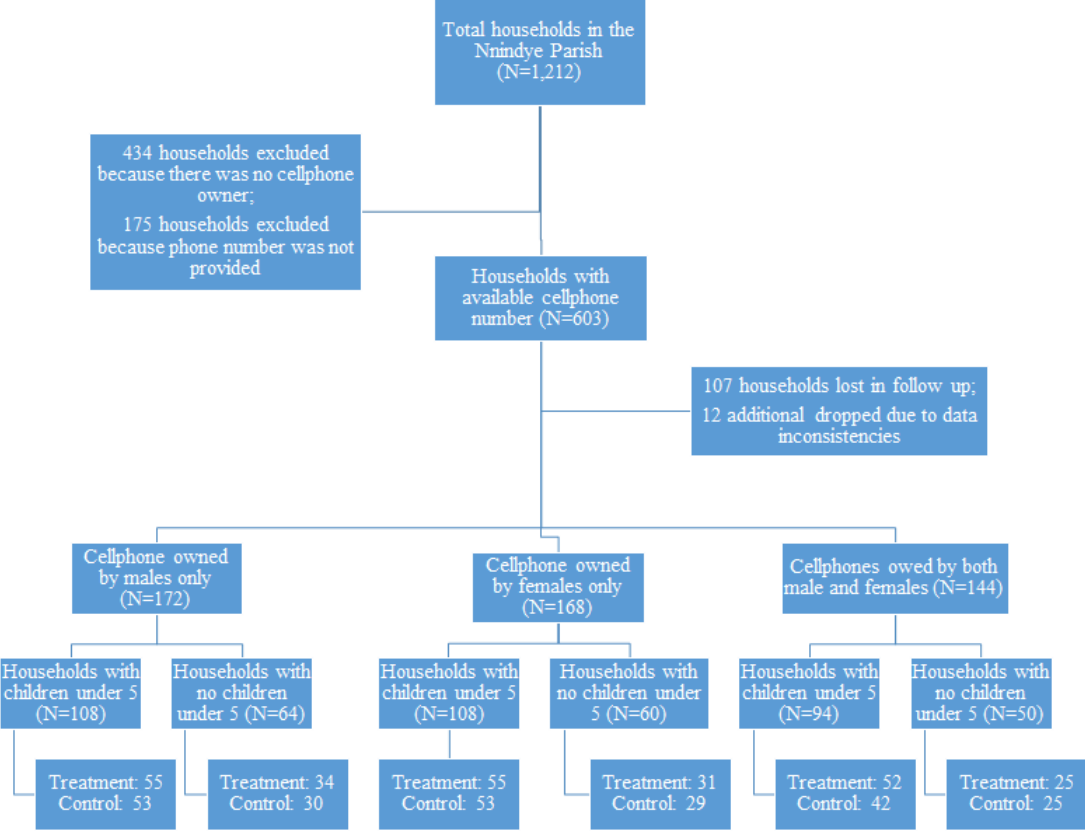 Total households in the
Nnindye Parish
(N=1,212)
434 households excluded
because there was no cellphone
owner;
175 households excluded
because phone number was not
provided
Households with
available cellphone
number (N=603)
107 households lost in follow up;
12 additional dropped due to data
inconsistencies
Cellphone owned
by males only
(N=172)
Cellphone owned
by females only
(N=168)
Cellphones owed by both
male and females (N=144)
Households with
children under 5
(N=108)
Households with
no children
under 5 (N=64)
Households with
children under 5
(N=108)
Households with
no children under
5 (N=60)
Households with
children under 5
(N=94)
Households with
no children
under 5 (N=50)
Treatment: 55
Control: 53
Treatment: 34
Control: 30
Treatment: 55
Control: 53
Treatment: 31
Control: 29
Treatment: 52
Control: 42
Treatment: 25
Control: 25